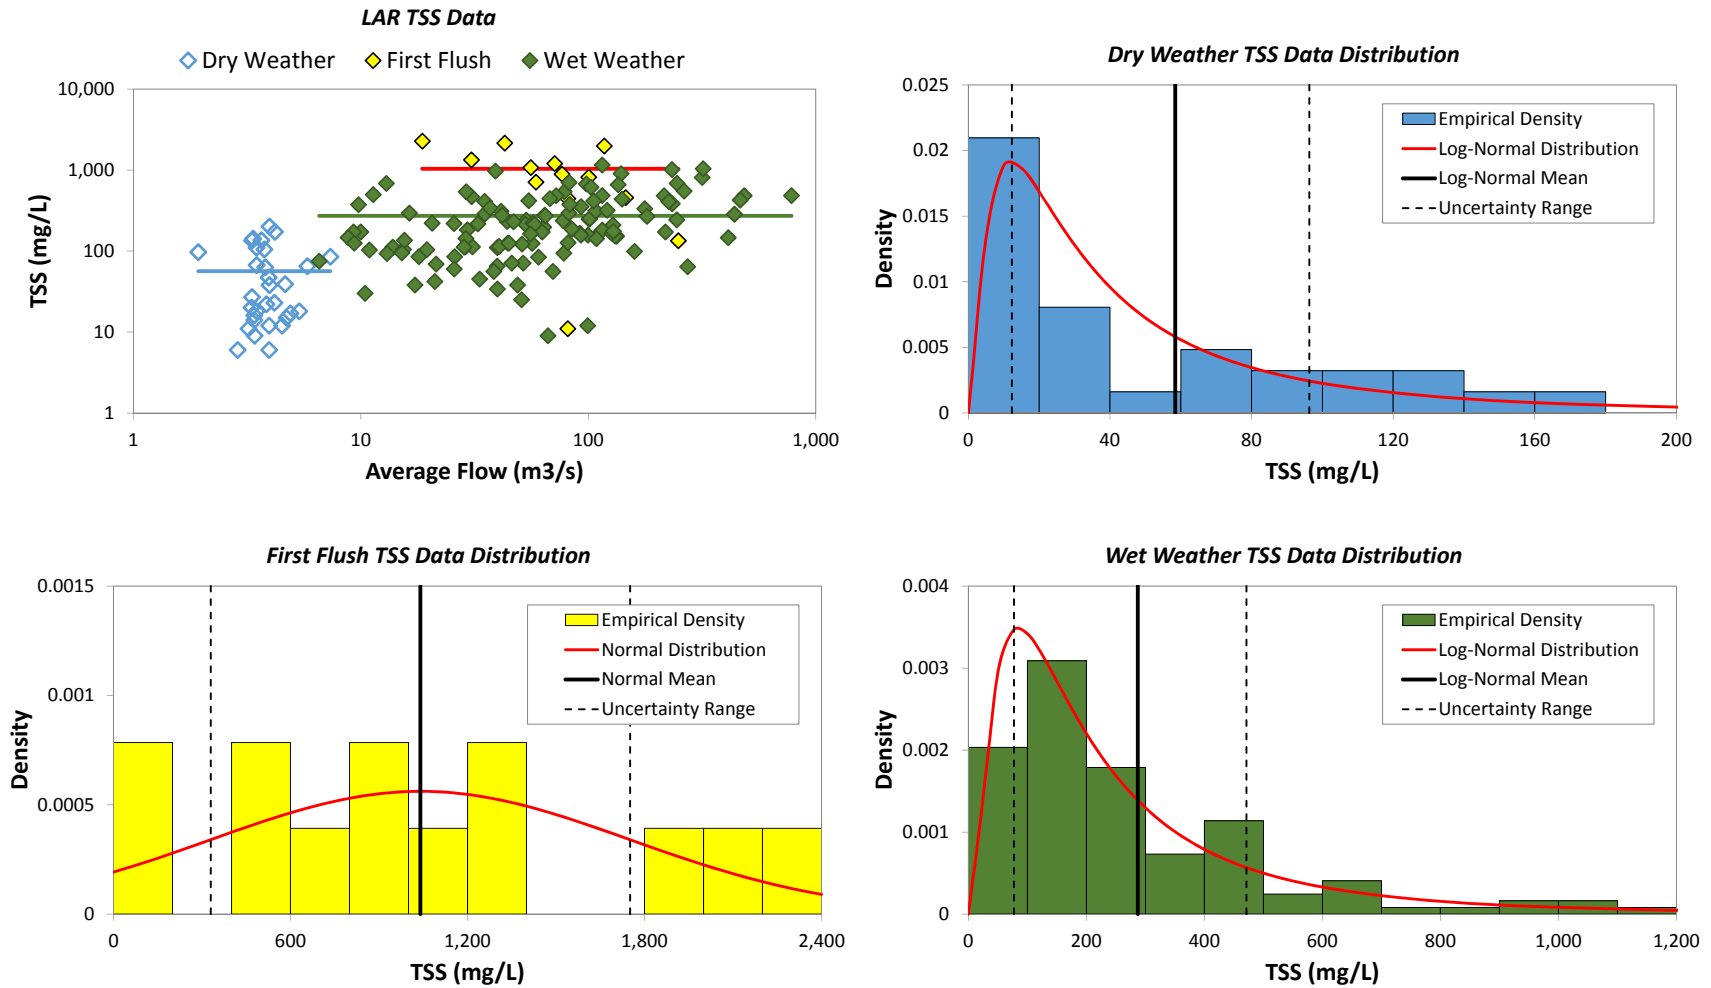 LAR TSS Data
Dry Weather First Flush Wet Weather
10,000
1,000
100
10
1
1 10 100 1,000
TSS (mg/L)
Average Flow (m3/s)
Dry Weather TSS Data Distribution
0.025
0.02
0.015
0.01
0.005
0
0 40 80 120 160 200
Density
TSS (mg/L)
Empirical Density
Log-Normal Distribution
Log-Normal Mean
Uncertainty Range
First Flush TSS Data Distribution
0.0015
0.001
0.0005
0
0 600 1,200 1,800 2,400
Density
TSS (mg/L)
Empirical Density
Normal Distribution
Normal Mean
Uncertainty Range
Wet Weather TSS Data Distribution
0.004
0.003
0.002
0.001
0
0 200 400 600 800 1,000 1,200
Density
TSS (mg/L)
Empirical Density
Log-Normal Distribution
Log-Normal Mean
Uncertainty Range